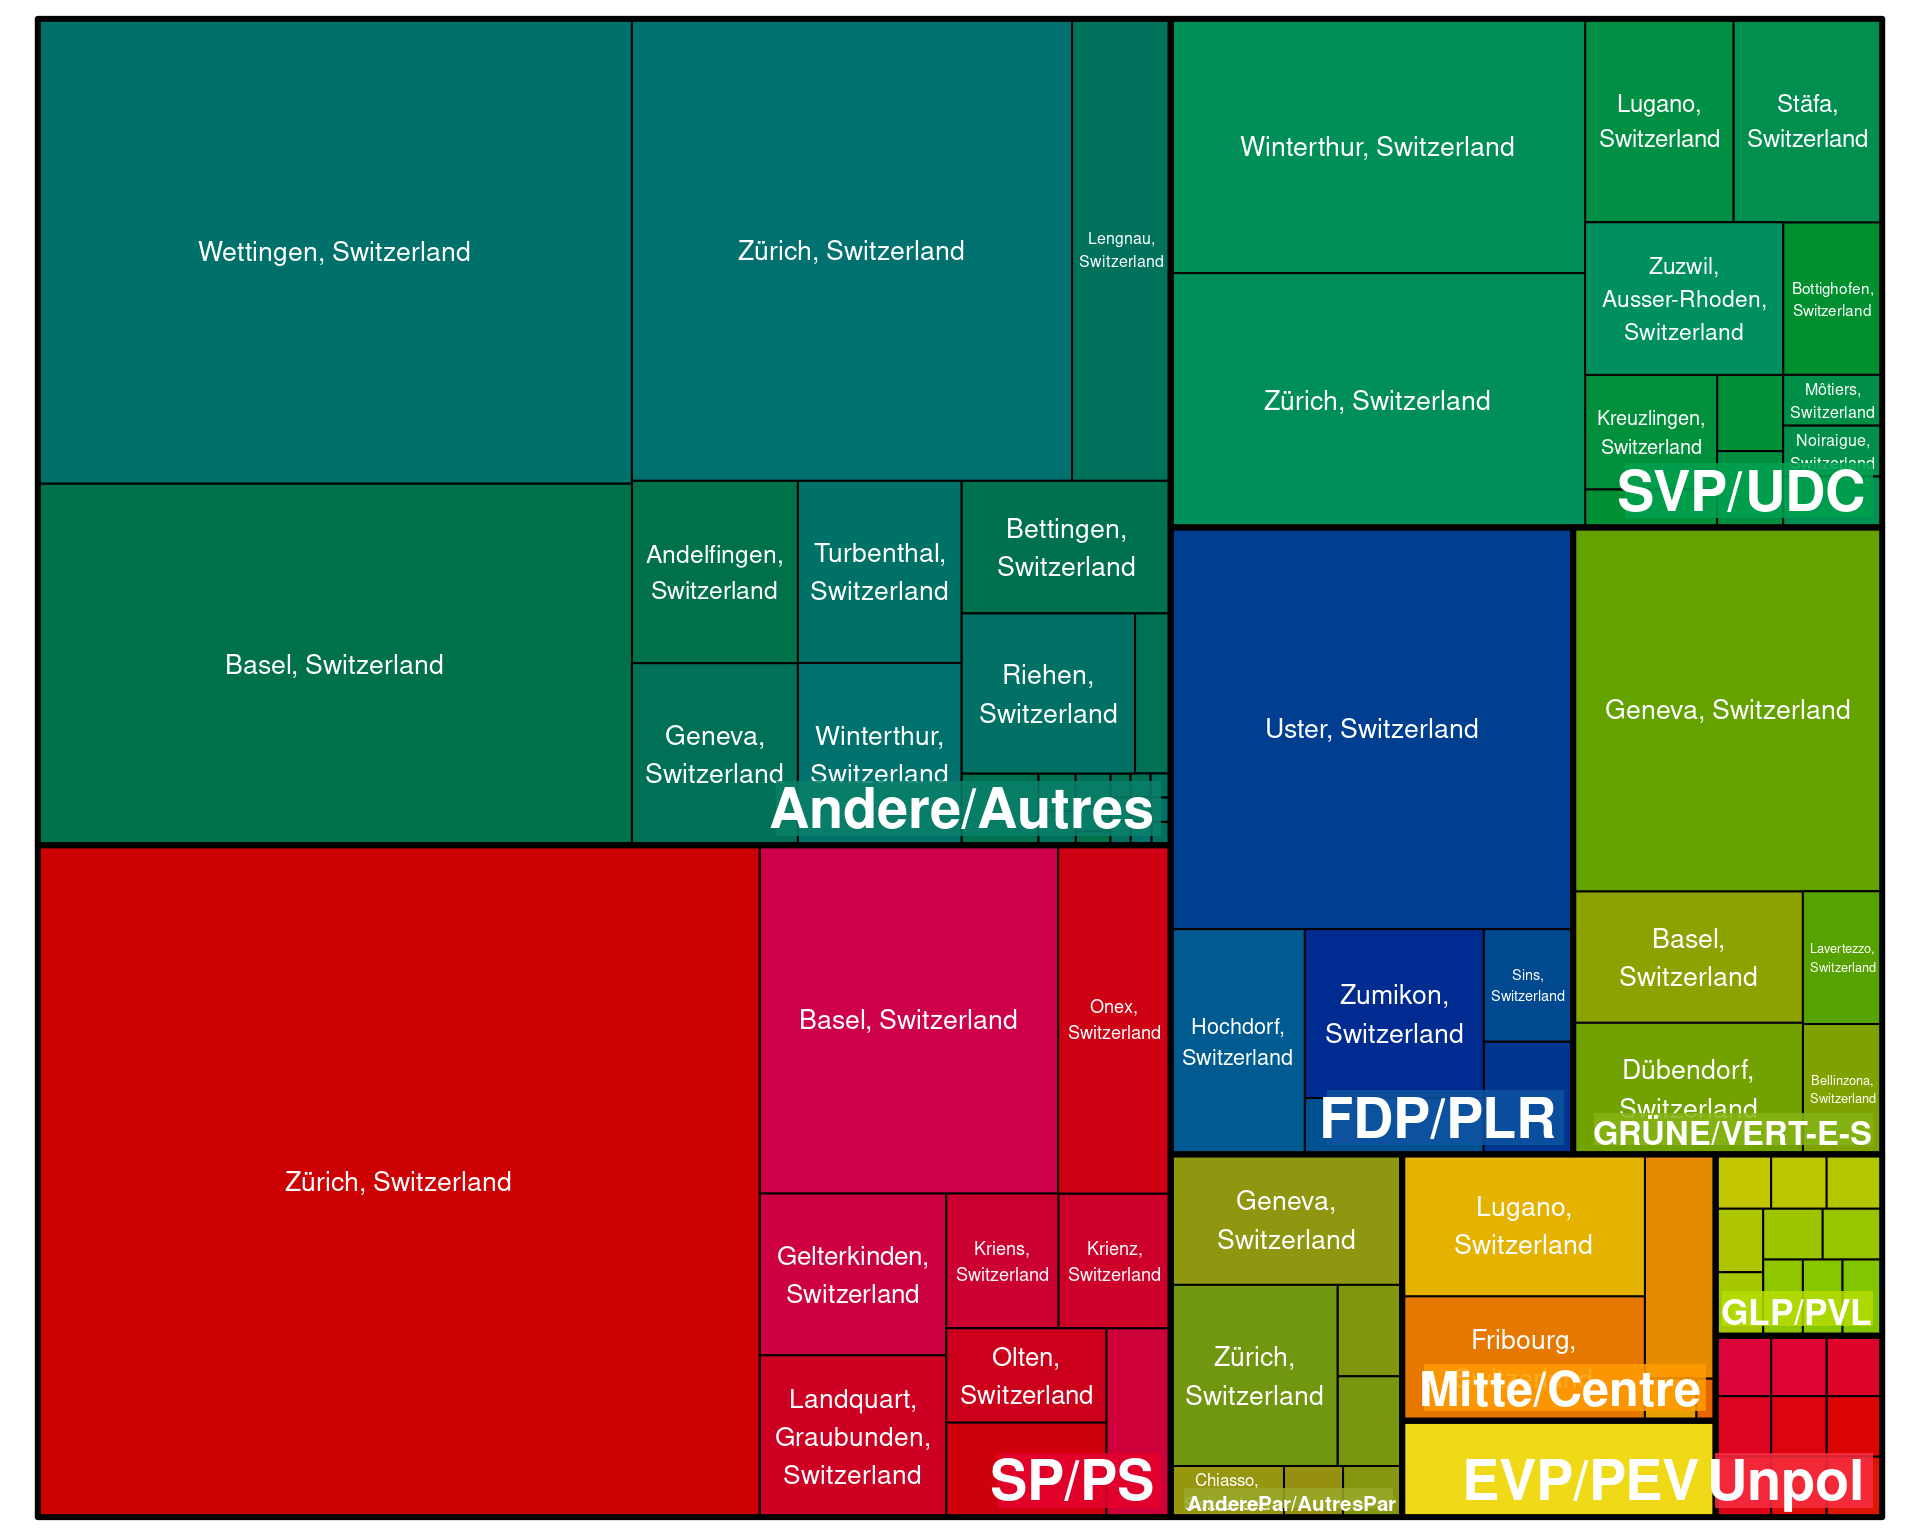 Wettingen, Switzerland
Zürich, Switzerland
Lengnau,
Switzerland
Basel, Switzerland
Andelfingen,
Switzerland
Turbenthal,
Switzerland
Bettingen,
Switzerland
Riehen,
Switzerland
Geneva,
Switzerland
Winterthur,
Switzerland
Andere/Autres
Winterthur, Switzerland
Zürich, Switzerland
Lugano,
Switzerland
Stäfa,
Switzerland
Zuzwil,
Ausser-Rhoden,
Switzerland
Bottighofen,
Switzerland
Kreuzlingen,
Switzerland
Môtiers,
Switzerland
Noiraigue,
Switzerland
SVP/UDC
Zürich, Switzerland
Basel, Switzerland
Onex,
Switzerland
Gelterkinden,
Switzerland
Kriens,
Switzerland
Krienz,
Switzerland
Landquart,
Graubunden,
Switzerland
Olten,
Switzerland
SP/PS
Uster, Switzerland
Hochdorf,
Switzerland
Zumikon,
Switzerland
Sins,
Switzerland
FDP/PLR
Geneva, Switzerland
Basel,
Switzerland
Lavertezzo,
Switzerland
Dübendorf,
Switzerland
Bellinzona,
Switzerland
GRÜNE/VERT-E-S
Geneva,
Switzerland
Zürich,
Switzerland
Chiasso,
AnderePar/AutresPar
Lugano,
Switzerland
Fribourg,
Mitte/Centre
EVP/PEV
GLP/PVL
Unpol